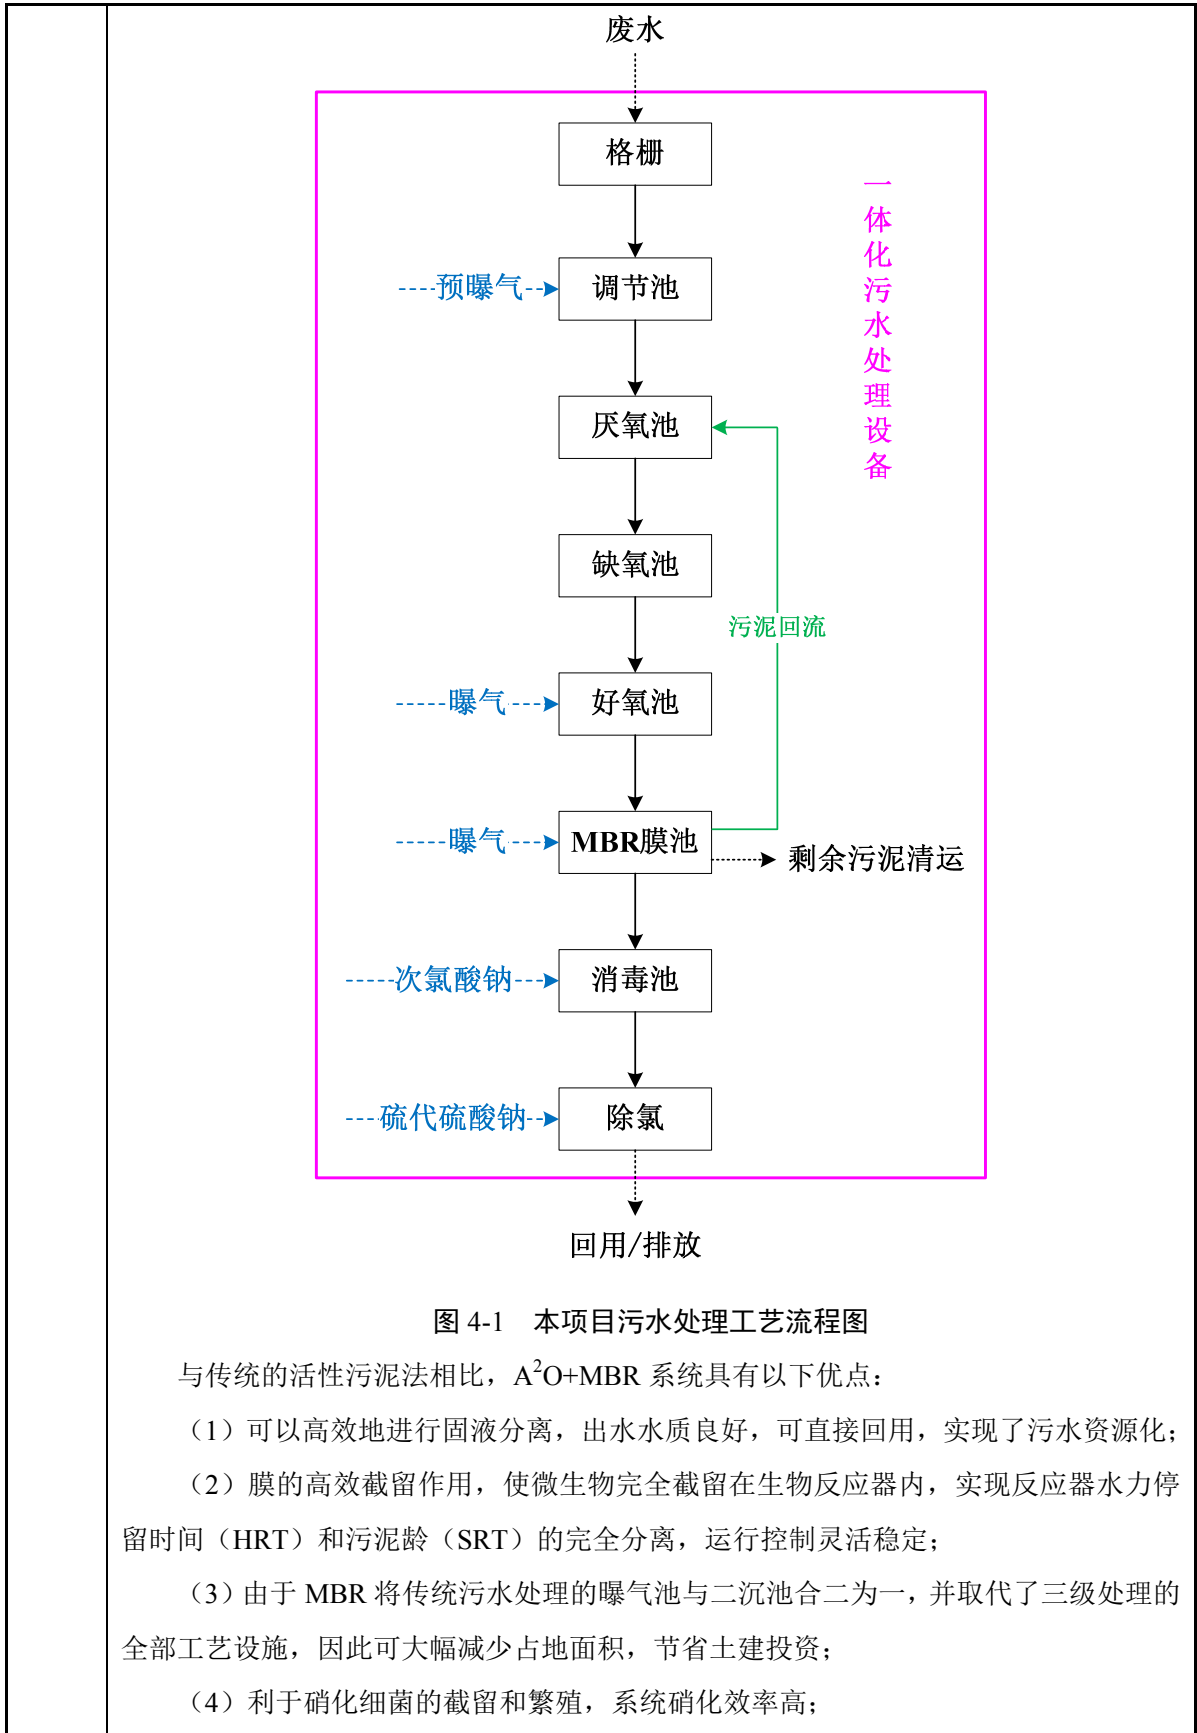 废水
格栅
一体化污水处理设备
预曝气
调节池
厌氧池
缺氧池
污泥回流
曝气
好氧池
曝气
MBR膜池
剩余污泥清运
次氯酸钠
消毒池
硫代硫酸钠
除氯
回用/排放
图 4-1 本项目污水处理工艺流程图
与传统的活性污泥法相比，A²O+MBR 系统具有以下优点：
（1）可以高效地进行固液分离，出水水质良好，可直接回用，实现了污水资源化；
（2）膜的高效截留作用，使微生物完全截留在生物反应器内，实现反应器水力停
留时间（HRT）和污泥龄（SRT）的完全分离，运行控制灵活稳定；
（3）由于 MBR 将传统污水处理的曝气池与二沉池合二为一，并取代了三级处理的
全部工艺设施，因此可大幅减少占地面积，节省土建投资；
（4）利于硝化细菌的截留和繁殖，系统硝化效率高；